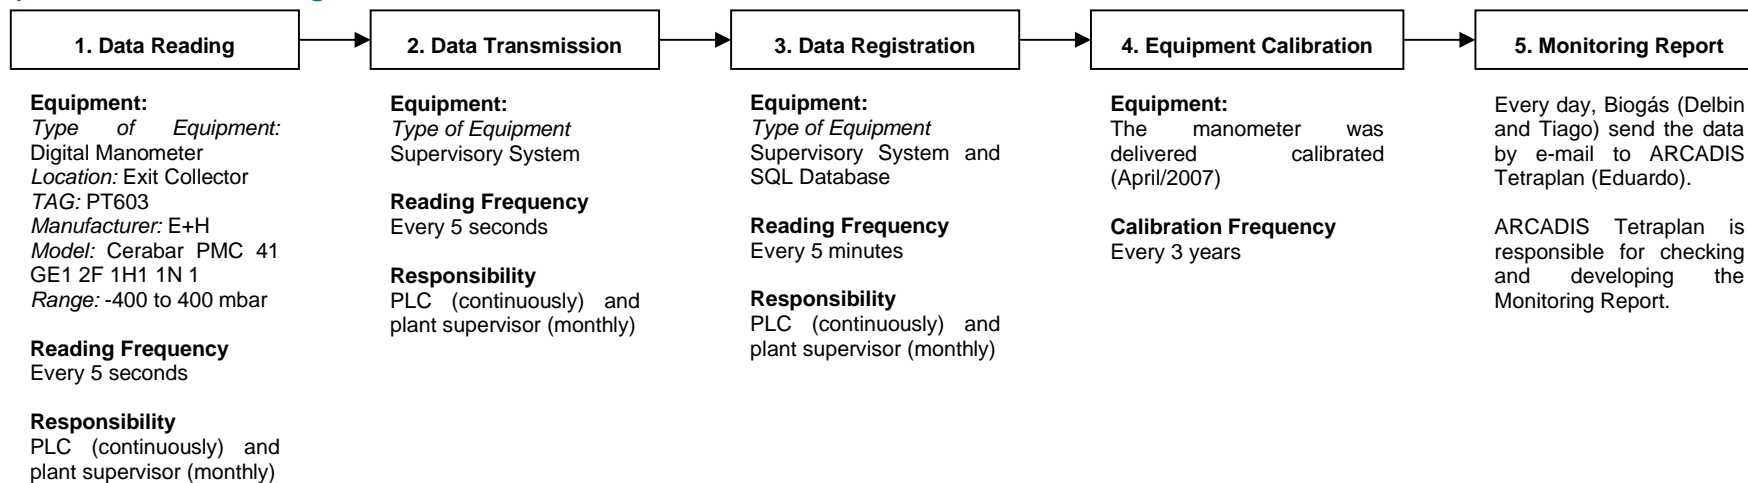 1. Data Reading
2. Data Transmission
3. Data Registration
4. Equipment Calibration
5. Monitoring Report
Equipment:
Type of Equipment:
Digital Manometer
Location: Exit Collector
TAG: PT603
Manufacturer: E+H
Model: Cerabar PMC 41
GE1 2F 1H1 1N 1
Range: -400 to 400 mbar
Reading Frequency
Every 5 seconds
Responsibility
PLC (continuously) and
plant supervisor (monthly)
Equipment:
Type of Equipment
Supervisory System
Reading Frequency
Every 5 seconds
Responsibility
PLC (continuously) and
plant supervisor (monthly)
Equipment:
Type of Equipment
Supervisory System and
SQL Database
Reading Frequency
Every 5 minutes
Responsibility
PLC (continuously) and
plant supervisor (monthly)
Equipment:
The manometer was
delivered calibrated
(April/2007)
Calibration Frequency
Every 3 years
Every day, Biogás (Delbin
and Tiago) send the data
by e-mail to ARCADIS
Tetraplan (Eduardo).
ARCADIS Tetraplan is
responsible for checking
and developing the
Monitoring Report.